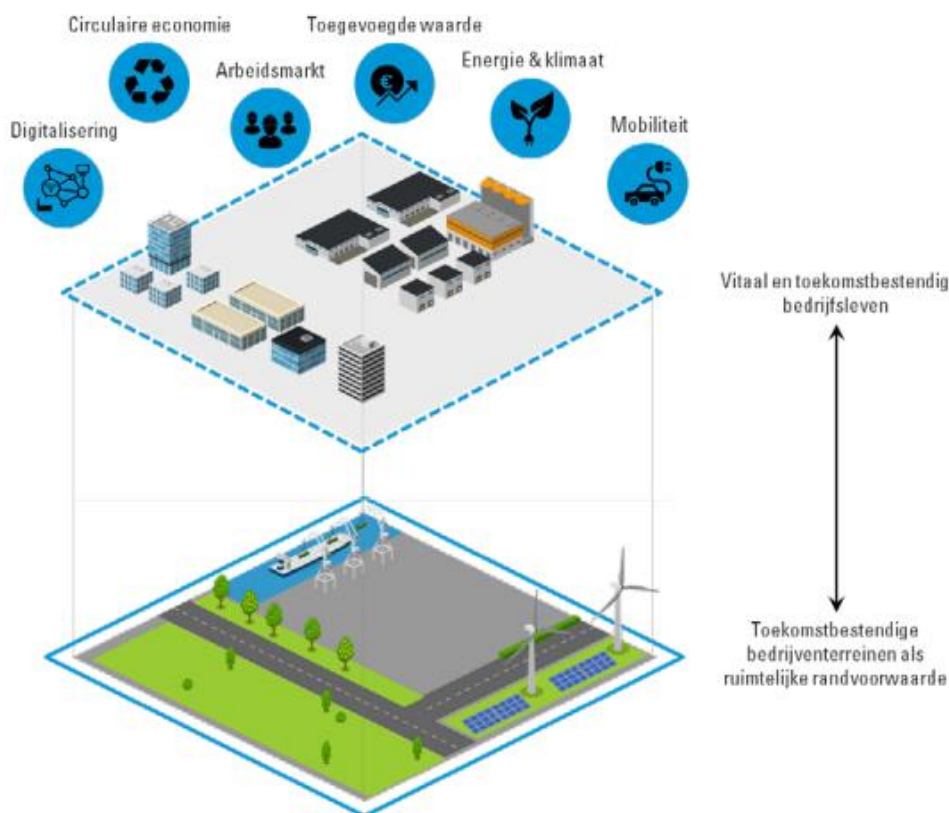 Circulaire economie
Toegevoegde waarde
Arbeidsmarkt
Energie & klimaat
Digitalisering
Mobiliteit
Vitaal en toekomstbestendig
bedrijfsleven
Toekomstbestendige
bedrijventerreinen als
ruimtelijke randvoorwaarde